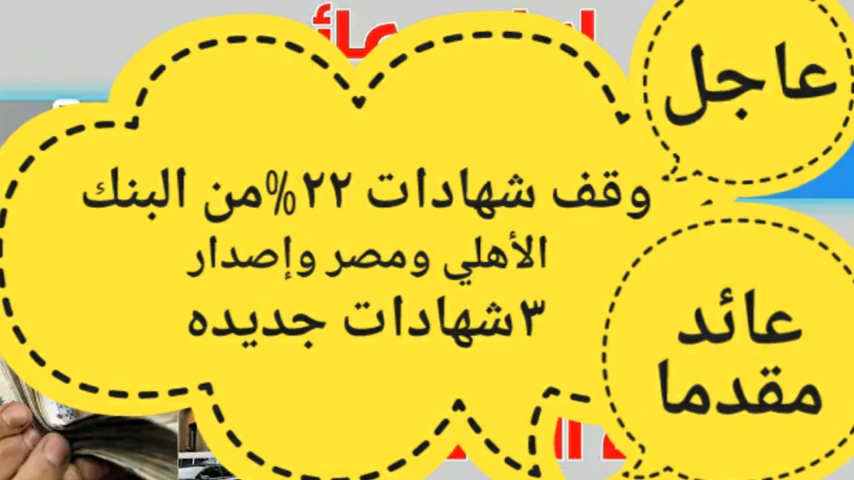 عاجل
وقف شهادات ٢٢%من البنك
الأهلي ومصر وإصدار
٣شهادات جديده
عائد
مقدما